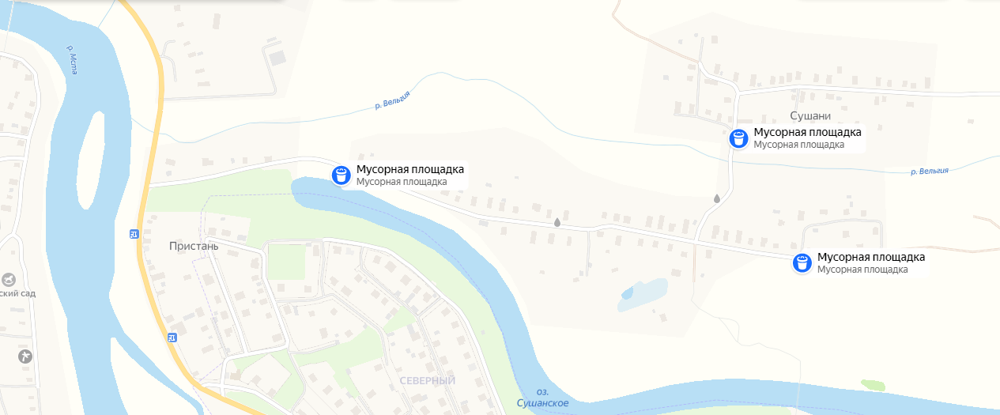 р. Мста
р. Вельгия
Сушани
Мусорная площадка
Мусорная площадка
Мусорная площадка
Мусорная площадка
р. Вельгия
Пристань
Мусорная площадка
Мусорная площадка
ский сад
СЕВЕРНЫЙ
оз.
Сушанское